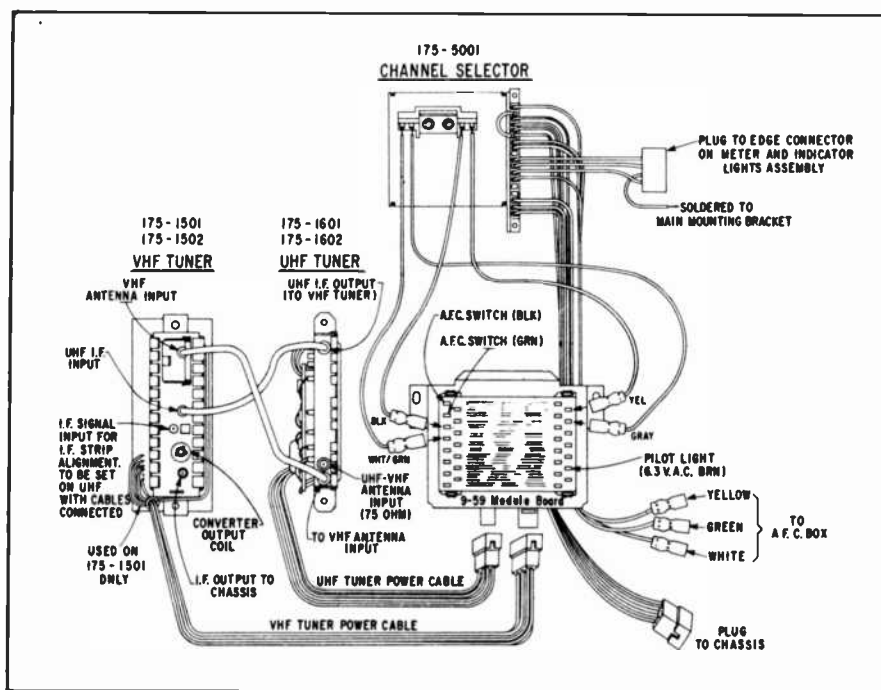 175-5001
CHANNEL SELECTOR
PLUG TO EDGE CONNECTOR
ON METER AND INDICATOR
LIGHTS ASSEMBLY
SOLDERED TO
MAIN MOUNTING BRACKET
175-1501
175-1502
VHF TUNER
175-1601
175-1602
UHF TUNER
VHF
ANTENNA INPUT
UHF I.F. OUTPUT
(TO VHF TUNER)
A.F.C. SWITCH (BLK)
A.F.C. SWITCH (GRN)
UHF I.F.
INPUT
I.F. SIGNAL
INPUT FOR
I.F. STRIP
ALIGNMENT.
TO BE SET
ON UHF
WITH CABLES
CONNECTED
BLK
WHT/GRN
YEL
GRAY
PILOT LIGHT
(6.3 V. A.C. BRN)
9-59 Module Board
UHF-VHF
ANTENNA
INPUT
(75 OHM)
CONVERTER
OUTPUT
COIL
TO VHF ANTENNA
INPUT
YELLOW
GREEN
WHITE
TO
A.F.C. BOX
USED ON
175-1501
ONLY
I.F. OUTPUT TO
CHASSIS
UHF TUNER POWER CABLE
VHF TUNER POWER CABLE
PLUG
TO CHASSIS